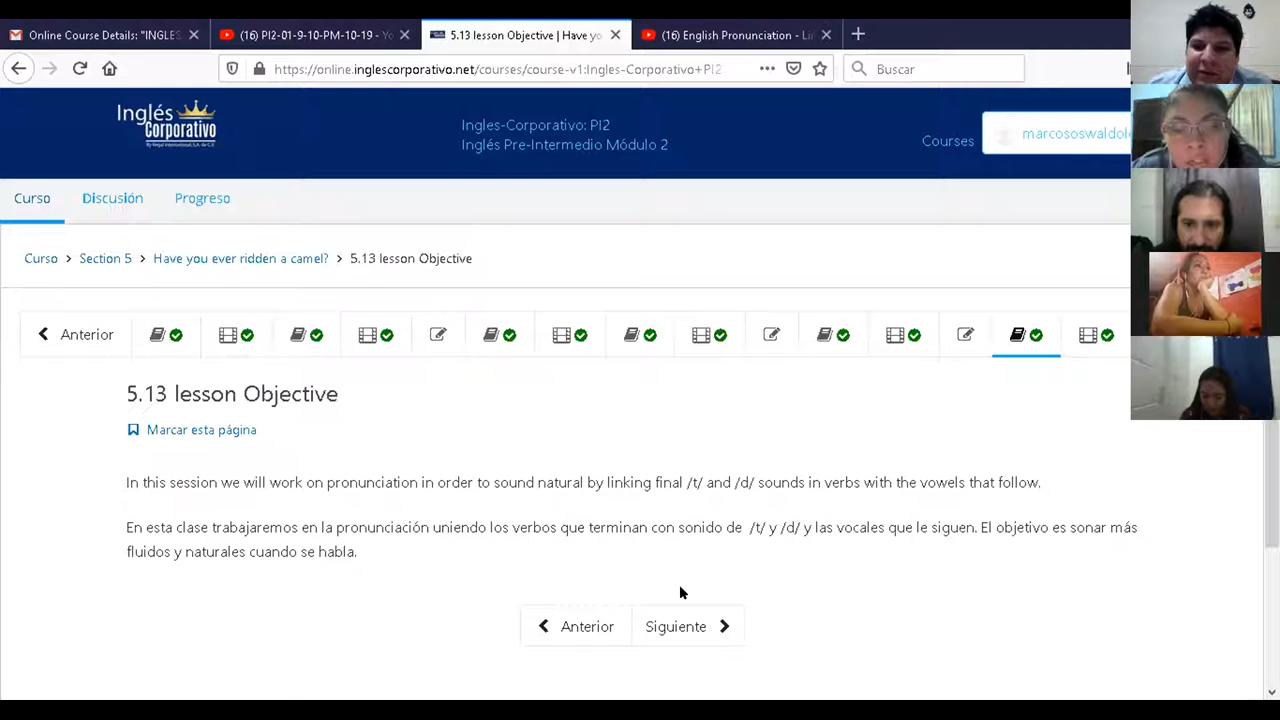 Online Course Details: "INGLES
(16) PI2-01-9-10-PM-10-19 - Yo
5.13 lesson Objective | Have yo
(16) English Pronunciation - Li
https://online.inglescorporativo.net/courses/course-v1:Ingles-Corporativo+PI2
Buscar
Inglés
Corporativo
Ingles-Corporativo: PI2
Inglés Pre-Intermedio Módulo 2
Courses
marcososwaldole
Curso
Discusión
Progreso
Curso > Section 5 > Have you ever ridden a camel? > 5.13 lesson Objective
Anterior
5.13 lesson Objective
Marcar esta página
In this session we will work on pronunciation in order to sound natural by linking final /t/ and /d/ sounds in verbs with the vowels that follow.
En esta clase trabajaremos en la pronunciación uniendo los verbos que terminan con sonido de /t/ y /d/ y las vocales que le siguen. El objetivo es sonar más
fluidos y naturales cuando se habla.
Anterior
Siguiente